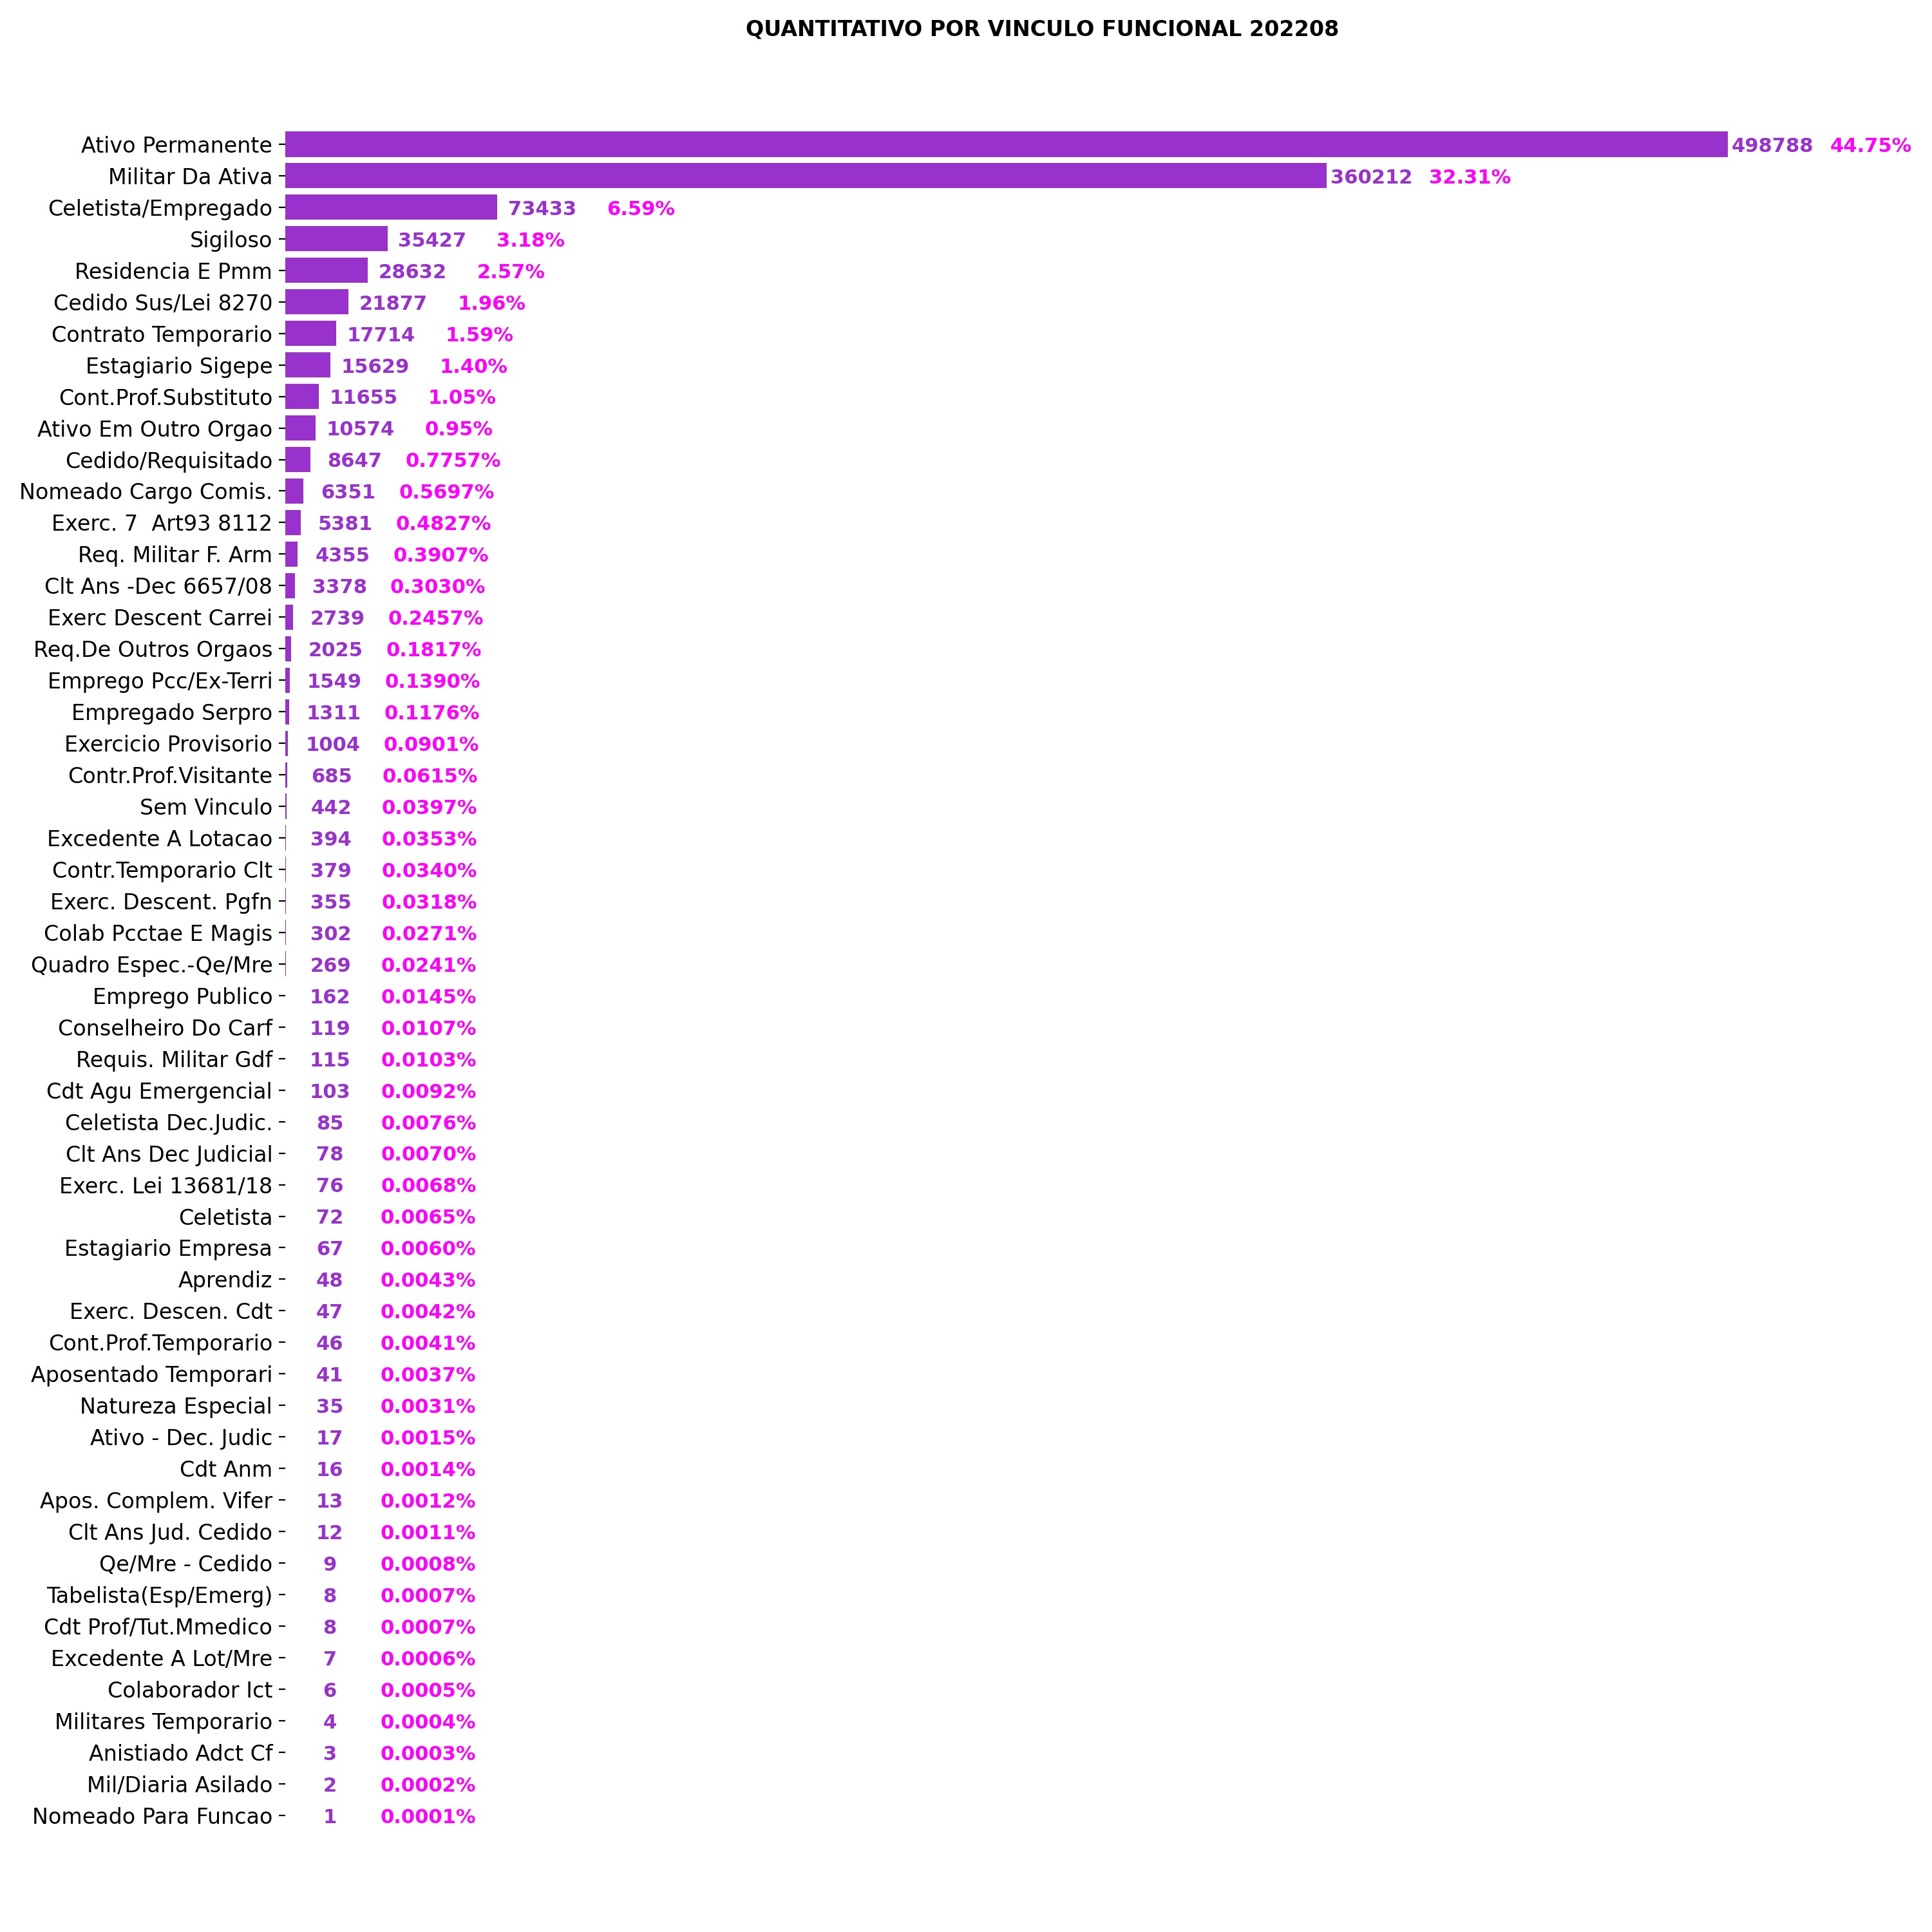 QUANTITATIVO POR VINCULO FUNCIONAL 202208
Ativo Permanente 498788 44.75%
Militar Da Ativa 360212 32.31%
Celetista/Empregado 73433 6.59%
Sigiloso 35427 3.18%
Residencia E Pmm 28632 2.57%
Cedido Sus/Lei 8270 21877 1.96%
Contrato Temporario 17714 1.59%
Estagiario Sigepe 15629 1.40%
Cont.Prof.Substituto 11655 1.05%
Ativo Em Outro Orgao 10574 0.95%
Cedido/Requisitado 8647 0.7757%
Nomeado Cargo Comis. 6351 0.5697%
Exerc. 7  Art93 8112 5381 0.4827%
Req. Militar F. Arm 4355 0.3907%
Clt Ans -Dec 6657/08 3378 0.3030%
Exerc Descent Carrei 2739 0.2457%
Req.De Outros Orgaos 2025 0.1817%
Emprego Pcc/Ex-Terri 1549 0.1390%
Empregado Serpro 1311 0.1176%
Exercicio Provisorio 1004 0.0901%
Contr.Prof.Visitante 685 0.0615%
Sem Vinculo 442 0.0397%
Excedente A Lotacao 394 0.0353%
Contr.Temporario Clt 379 0.0340%
Exerc. Descent. Pgfn 355 0.0318%
Colab Pcctae E Magis 302 0.0271%
Quadro Espec.-Qe/Mre 269 0.0241%
Emprego Publico 162 0.0145%
Conselheiro Do Carf 119 0.0107%
Requis. Militar Gdf 115 0.0103%
Cdt Agu Emergencial 103 0.0092%
Celetista Dec.Judic. 85 0.0076%
Clt Ans Dec Judicial 78 0.0070%
Exerc. Lei 13681/18 76 0.0068%
Celetista 72 0.0065%
Estagiario Empresa 67 0.0060%
Aprendiz 48 0.0043%
Exerc. Descen. Cdt 47 0.0042%
Cont.Prof.Temporario 46 0.0041%
Aposentado Temporari 41 0.0037%
Natureza Especial 35 0.0031%
Ativo - Dec. Judic 17 0.0015%
Cdt Anm 16 0.0014%
Apos. Complem. Vifer 13 0.0012%
Clt Ans Jud. Cedido 12 0.0011%
Qe/Mre - Cedido 9 0.0008%
Tabelista(Esp/Emerg) 8 0.0007%
Cdt Prof/Tut.Mmedico 8 0.0007%
Excedente A Lot/Mre 7 0.0006%
Colaborador Ict 6 0.0005%
Militares Temporario 4 0.0004%
Anistiado Adct Cf 3 0.0003%
Mil/Diaria Asilado 2 0.0002%
Nomeado Para Funcao 1 0.0001%